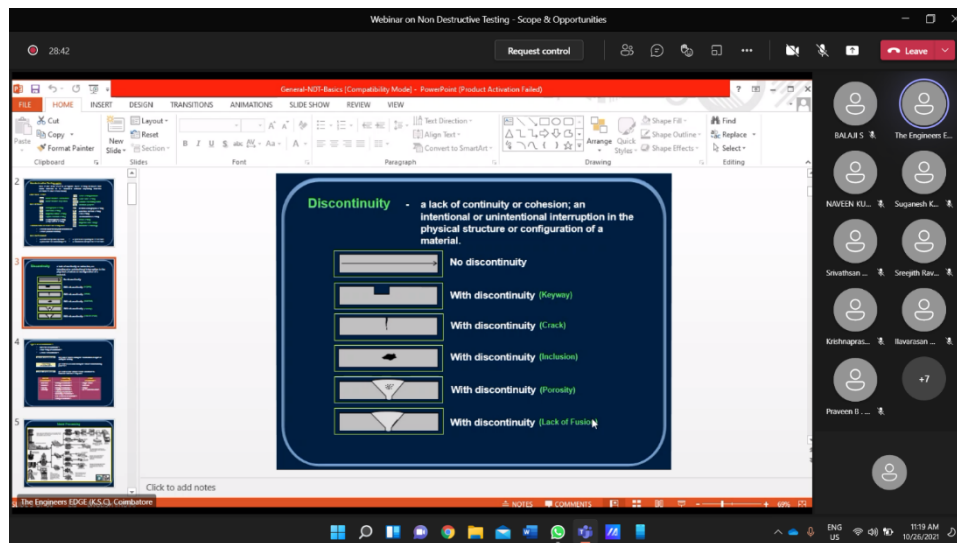 Webinar on Non Destructive Testing - Scope & Opportunities
28:42
Request control
Leave
General-NDT-Basics [Compatibility Mode] - PowerPoint (Product Activation Failed)
FILE HOME INSERT DESIGN TRANSITIONS ANIMATIONS SLIDE SHOW REVIEW VIEW
Cut
Copy
Format Painter
Paste
Clipboard
New
Slide
Layout
Reset
Section
Slides
Font
Text Direction
Align Text
Convert to SmartArt
Paragraph
Arrange
Quick
Styles
Shape Fill
Shape Outline
Shape Effects
Drawing
Find
Replace
Select
Editing
2
3
4
5
Discontinuity - a lack of continuity or cohesion; an
intentional or unintentional interruption in the
physical structure or configuration of a
material.
No discontinuity
With discontinuity (Keyway)
With discontinuity (Crack)
With discontinuity (Inclusion)
With discontinuity (Porosity)
With discontinuity (Lack of Fusion)
Click to add notes
The Engineers EDGE (K.S.C), Coimbatore
NOTES COMMENTS 69%
BALAJI S
The Engineers E...
NAVEEN KU...
Suganesh K...
Srivathsan ...
Sreejith Rav...
Krishnapras...
Ilavarasan ...
Praveen B ...
+7
ENG
US
11:19 AM
10/26/2021